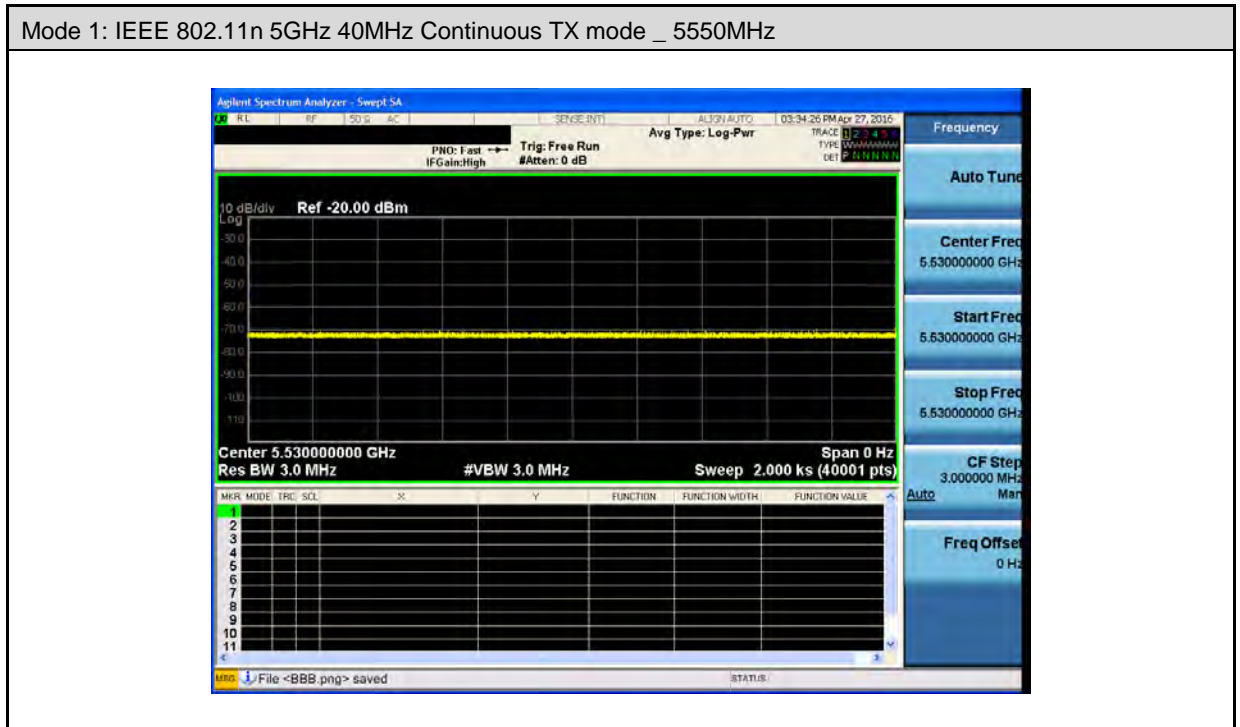 Mode 1: IEEE 802.11n 5GHz 40MHz Continuous TX mode _ 5550MHz
Agilent Spectrum Analyzer - Swept SA
RL RF 50 Ω AC SENSE:INT ALIGN AUTO 03:34:26 PM Apr 27, 2016
Avg Type: Log-Pwr
TRACE 1 2 3 4 5 6
TYPE
DET P N N N N N
PNO: Fast
IFGain:High
Trig: Free Run
#Atten: 0 dB
10 dB/div Ref -20.00 dBm
Log
-30.0
-40.0
-50.0
-60.0
-70.0
-80.0
-90.0
-100
-110
Center 5.530000000 GHz Span 0 Hz
Res BW 3.0 MHz #VBW 3.0 MHz Sweep 2.000 ks (40001 pts)
MKR MODE TRC SCL X Y FUNCTION FUNCTION WIDTH FUNCTION VALUE
1
2
3
4
5
6
7
8
9
10
11
MSG File <BBB.png> saved STATUS
Frequency
Auto Tune
Center Freq
5.530000000 GHz
Start Freq
5.530000000 GHz
Stop Freq
5.530000000 GHz
CF Step
3.000000 MHz
Auto Man
Freq Offset
0 Hz